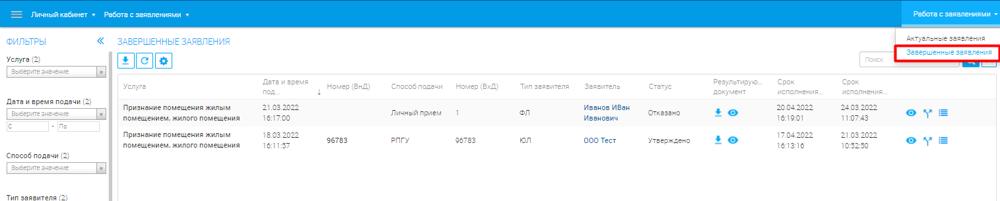 Личный кабинет
Работа с заявлениями
Работа с заявлениями
Актуальные заявления
Завершенные заявления
ФИЛЬТРЫ
Услуга (2)
Выберите значение
Дата и время подачи (2)
Выберите значение
С - По
Способ подачи (2)
Выберите значение
Тип заявителя (2)
ЗАВЕРШЕННЫЕ ЗАЯВЛЕНИЯ
Поиск
Услуга
Дата и время
под...
Номер (ВнД)
Способ подачи
Номер (ВхД)
Тип заявителя
Заявитель
Статус
Результирую...
документ
Срок
исполнения...
Срок
исполнения...
Признание помещения жилым
помещением, жилого помещения
21.03.2022
16:17:00
Личный прием
1
ФЛ
Иванов ИВан
Иванович
Отказано
20.04.2022
16:19:01
24.03.2022
11:07:43
Признание помещения жилым
помещением, жилого помещения
18.03.2022
16:11:57
96783
РПГУ
96783
ЮЛ
ООО Тест
Утверждено
17.04.2022
16:13:16
21.03.2022
10:52:50